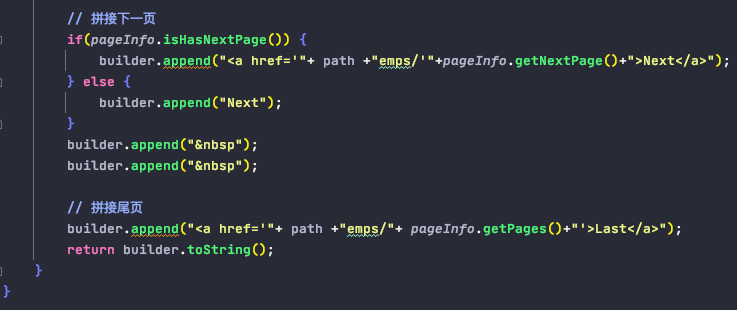 // 拼接下一页
if(pageInfo.isHasNextPage()) {
builder.append("<a href='"+ path +"emps/'"+pageInfo.getNextPage()+">Next</a>");
} else {
builder.append("Next");
}
builder.append("&nbsp");
builder.append("&nbsp");
// 拼接尾页
builder.append("<a href='"+ path +"emps/"+ pageInfo.getPages()+"'>Last</a>");
return builder.toString();
}
}